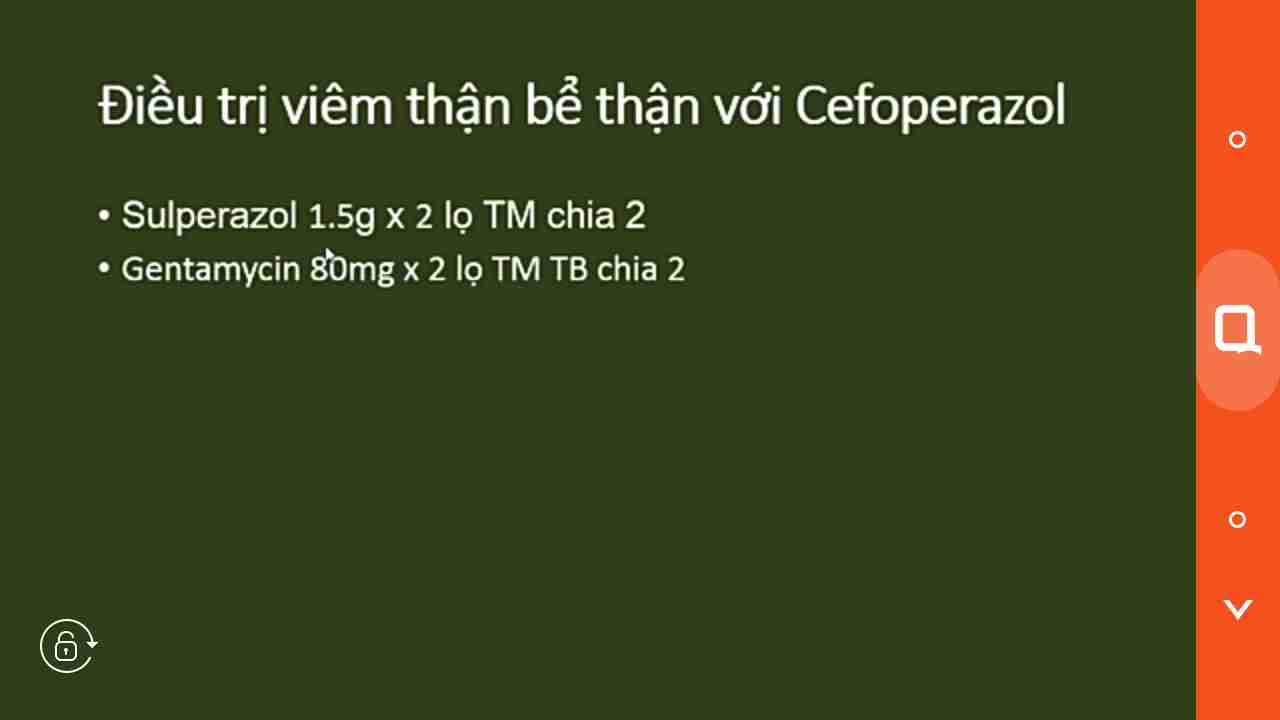 Điều trị viêm thận bể thận với Cefoperazol
• Sulperazol 1.5g x 2 lọ TM chia 2
• Gentamycin 80mg x 2 lọ TM TB chia 2